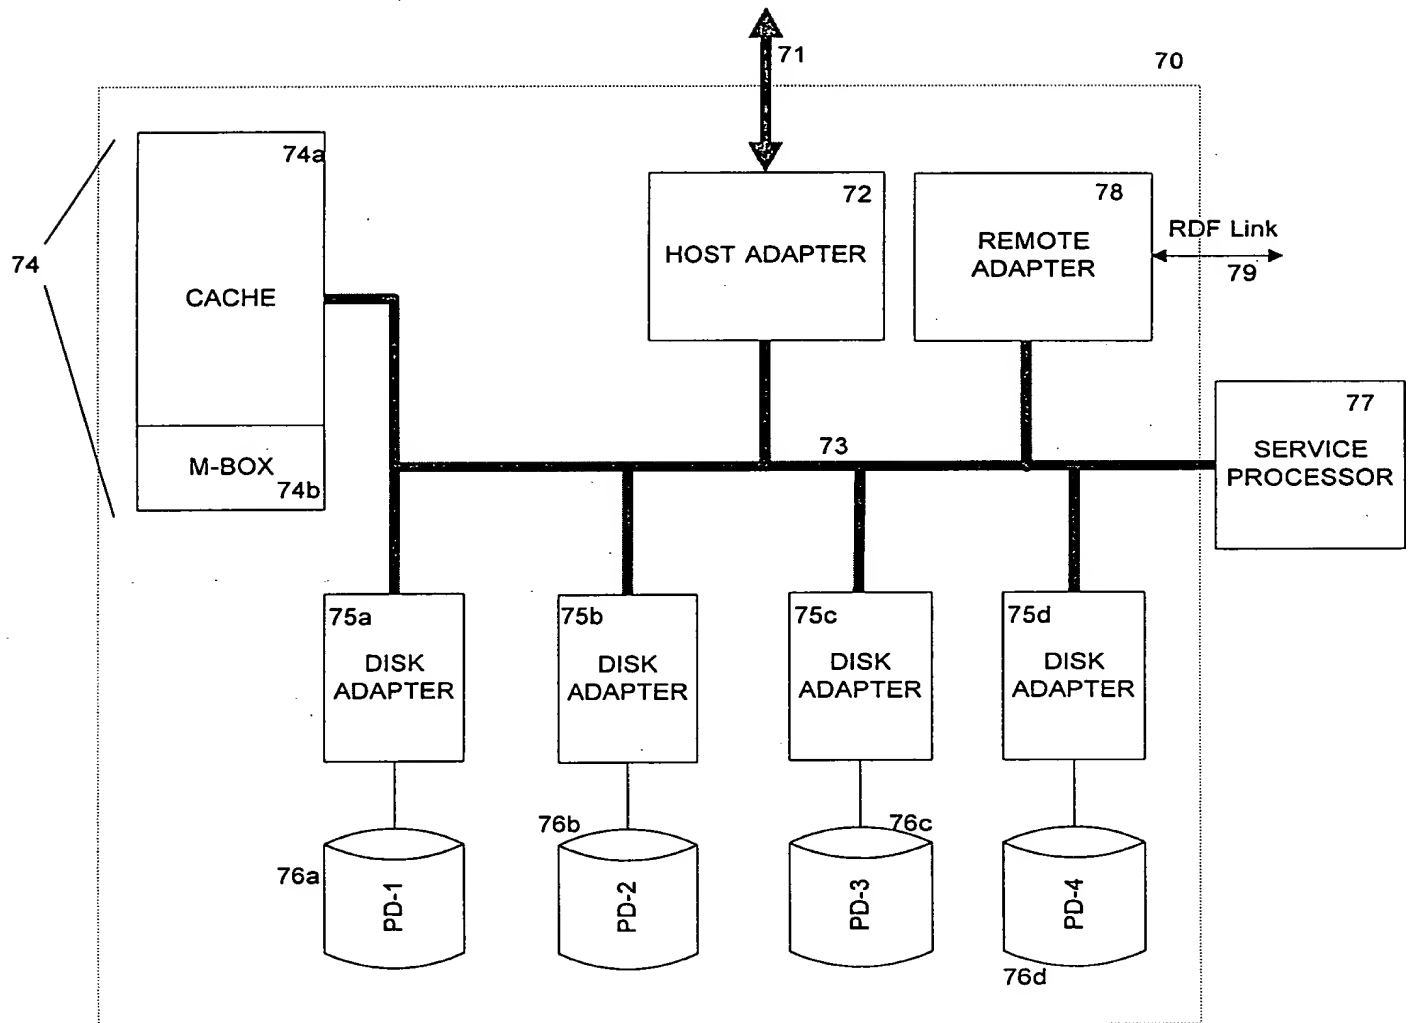 71
70
74a
72
78
HOST ADAPTER
REMOTE
ADAPTER
RDF Link
79
74
CACHE
77
SERVICE
PROCESSOR
73
M-BOX
74b
75a
DISK
ADAPTER
75b
DISK
ADAPTER
75c
DISK
ADAPTER
75d
DISK
ADAPTER
76a
PD-1
76b
PD-2
76c
PD-3
PD-4
76d